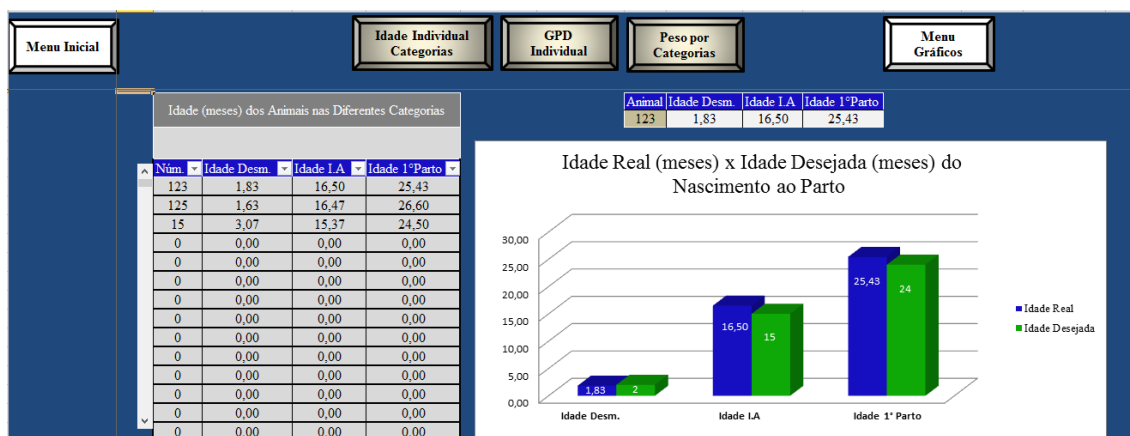 Menu Inicial
Idade Individual
Categorias
GPD
Individual
Peso por
Categorias
Menu
Gráficos
Idade (meses) dos Animais nas Diferentes Categorias
Núm. Idade Desm. Idade I.A Idade 1°Parto
123 1,83 16,50 25,43
125 1,63 16,47 26,60
15 3,07 15,37 24,50
0 0,00 0,00 0,00
0 0,00 0,00 0,00
0 0,00 0,00 0,00
0 0,00 0,00 0,00
0 0,00 0,00 0,00
0 0,00 0,00 0,00
0 0,00 0,00 0,00
0 0,00 0,00 0,00
0 0,00 0,00 0,00
0 0,00 0,00 0,00
0 0,00 0,00 0,00
Animal Idade Desm. Idade I.A Idade 1°Parto
123 1,83 16,50 25,43
Idade Real (meses) x Idade Desejada (meses) do
Nascimento ao Parto
30,00
25,00
20,00
15,00
10,00
5,00
0,00
1,83 2
16,50 15
25,43 24
Idade Desm. Idade I.A Idade 1° Parto
Idade Real
Idade Desejada